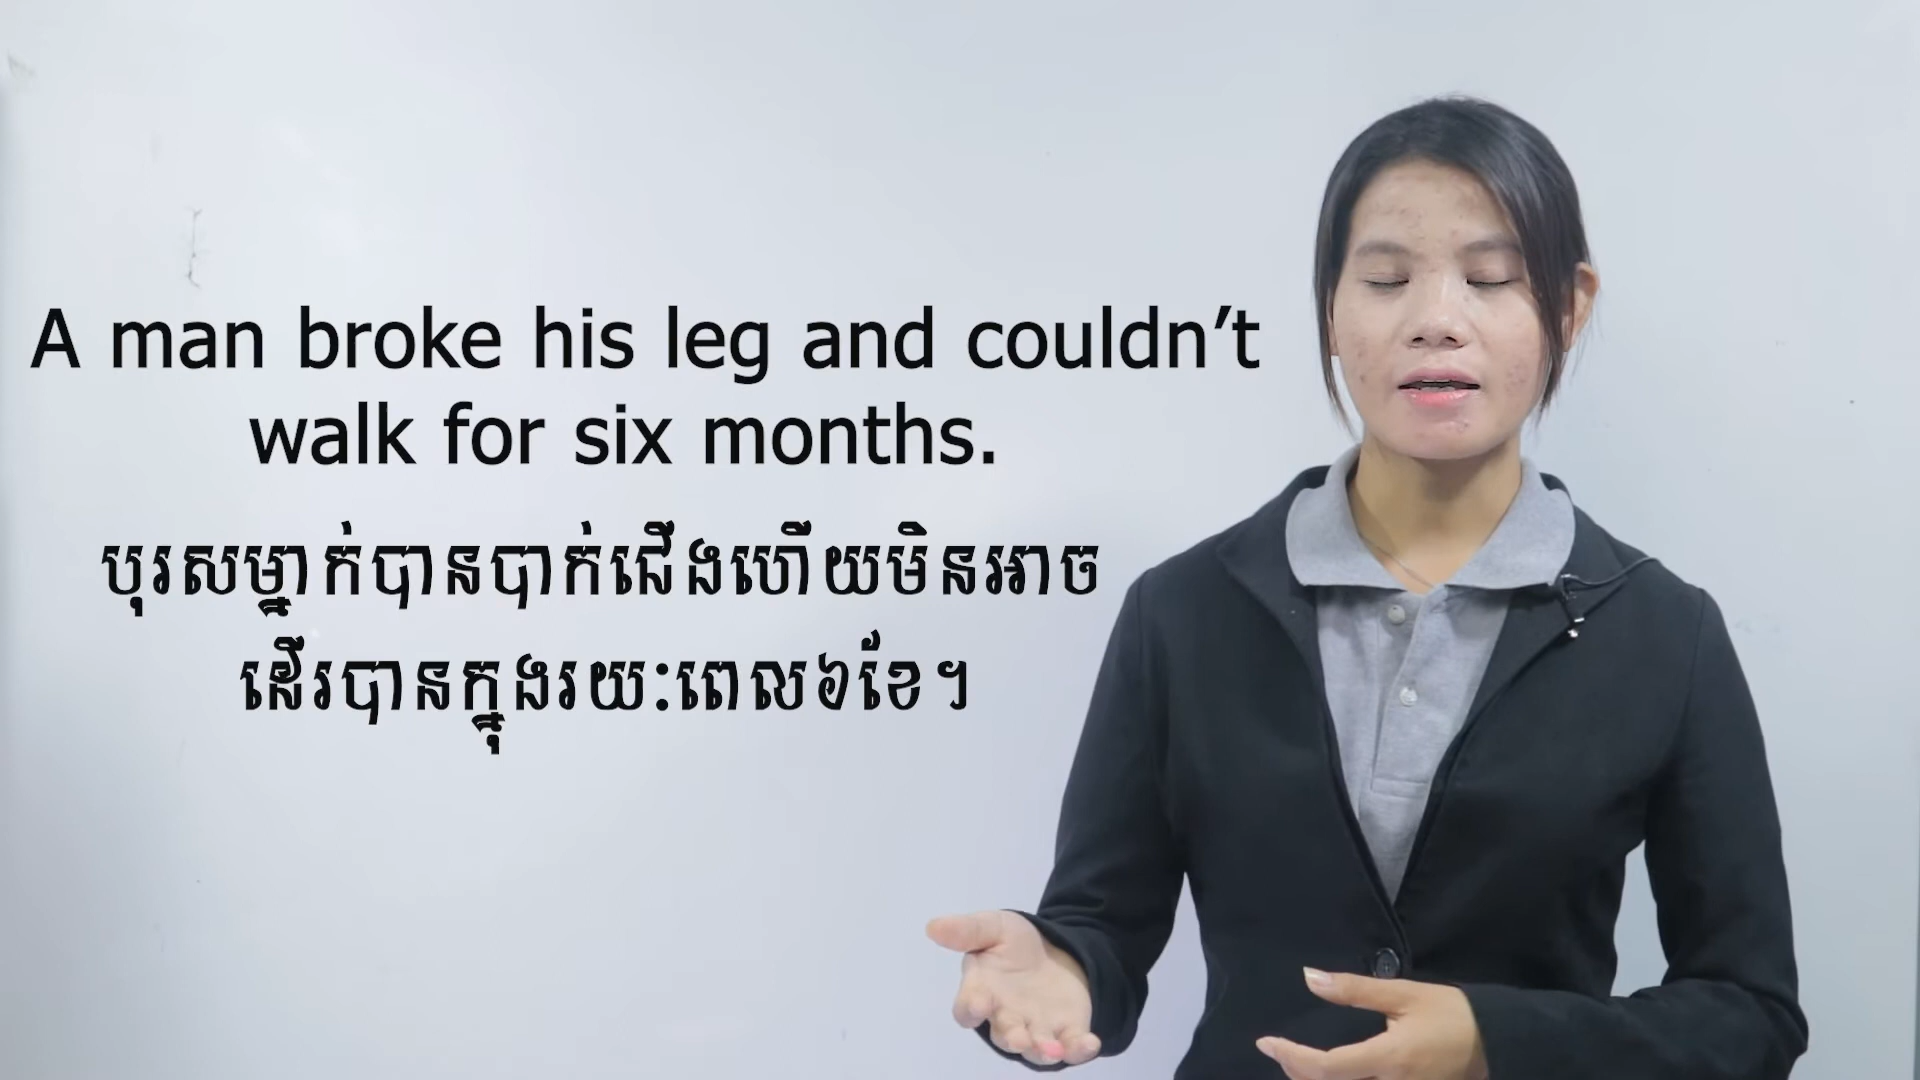 A man broke his leg and couldn’t
walk for six months.
បុរសម្នាក់បានបាក់ជើងហើយមិនអាច
ដើរបានក្នុងរយៈពេល៦ខែ។